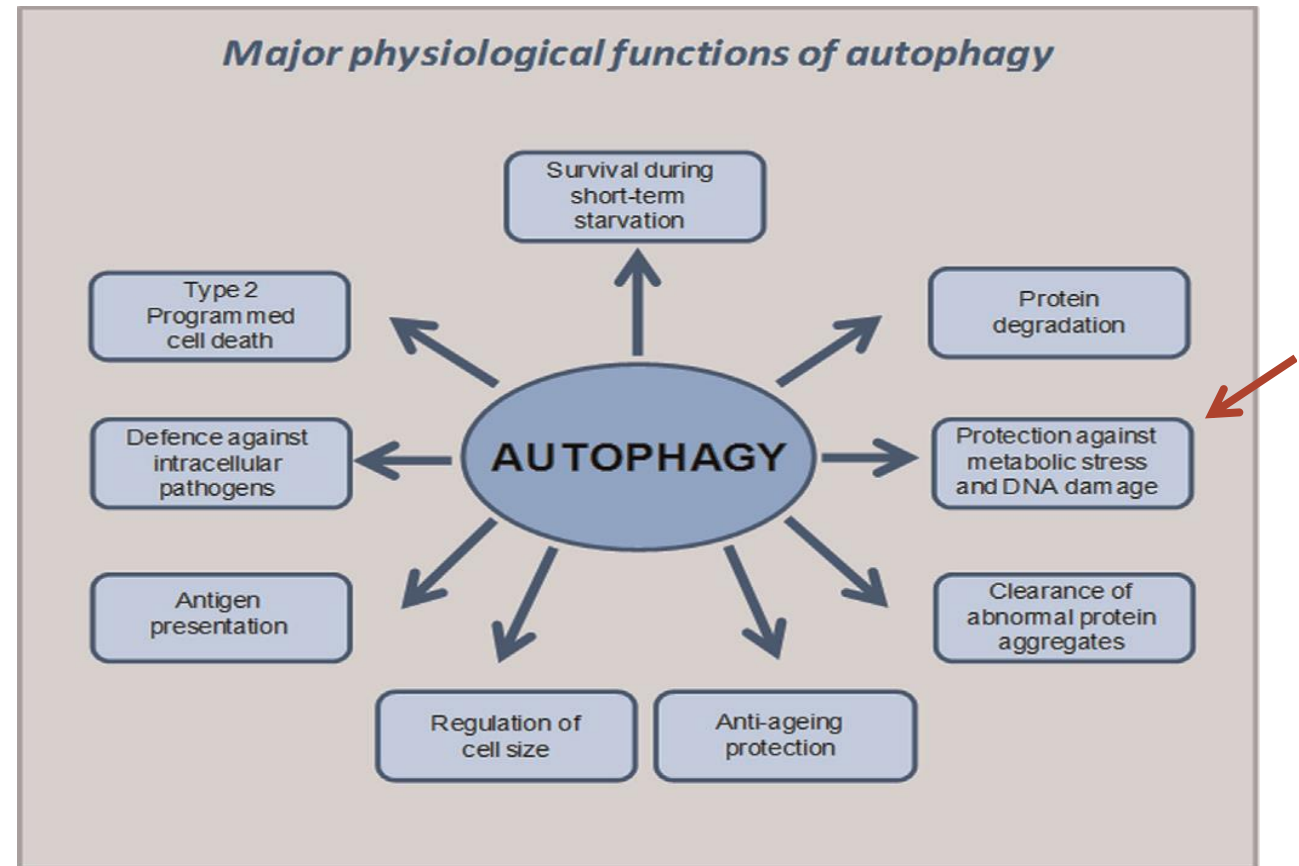 Major physiological functions of autophagy
Survival during
short-term
starvation
Type 2
Programmed
cell death
Protein
degradation
Defence against
intracellular
pathogens
AUTOPHAGY
Protection against
metabolic stress
and DNA damage
Antigen
presentation
Clearance of
abnormal protein
aggregates
Regulation of
cell size
Anti-ageing
protection